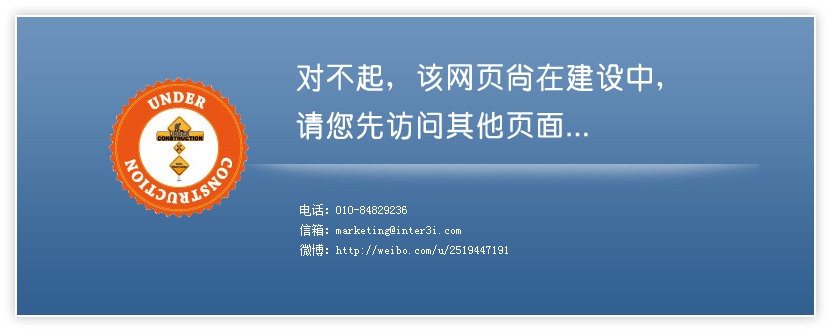 对不起，该网页尚在建设中，
请您先访问其他页面...
UNDER
CONSTRUCTION
CONSTRUCTION
电话：010-84829236
信箱：marketing@inter3i.com
微博：http://weibo.com/u/2519447191